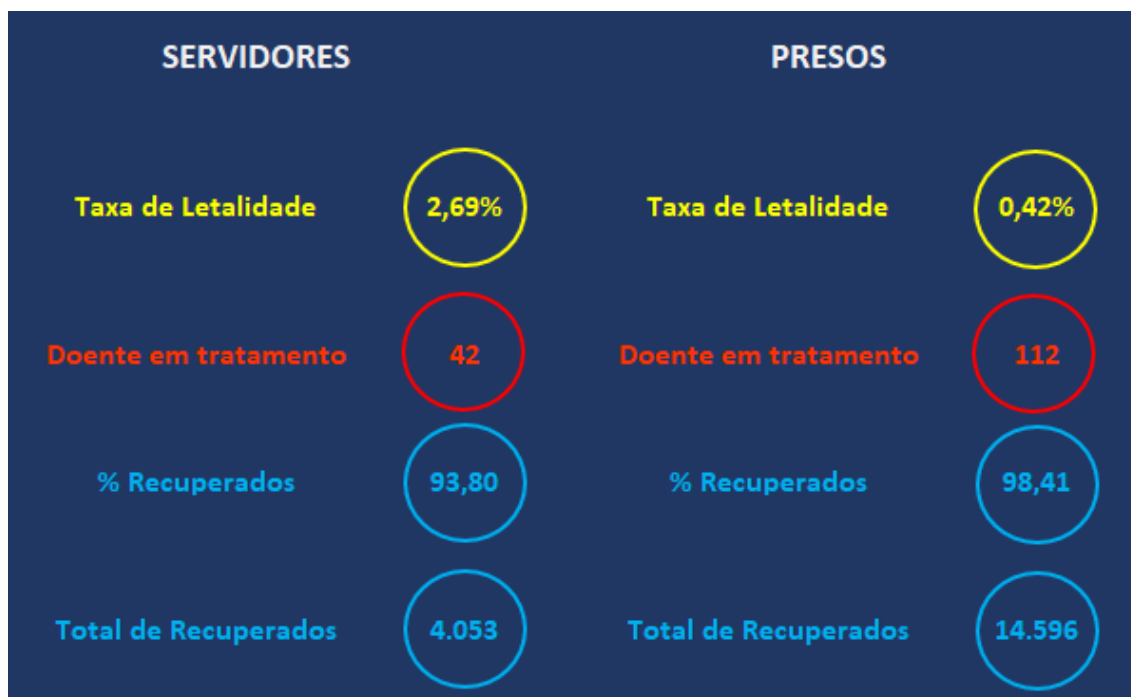 SERVIDORES
Taxa de Letalidade 2,69%
Doente em tratamento 42
% Recuperados 93,80
Total de Recuperados 4.053
PRESOS
Taxa de Letalidade 0,42%
Doente em tratamento 112
% Recuperados 98,41
Total de Recuperados 14.596